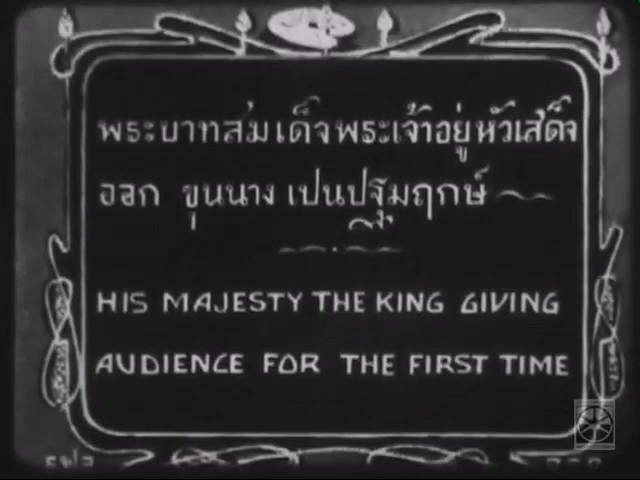 พระบาทสมเด็จพระเจ้าอยู่หัวเสด็จ
ออก ขุนนาง เปนปฐมฤกษ์
HIS MAJESTY THE KING GIVING
AUDIENCE FOR THE FIRST TIME